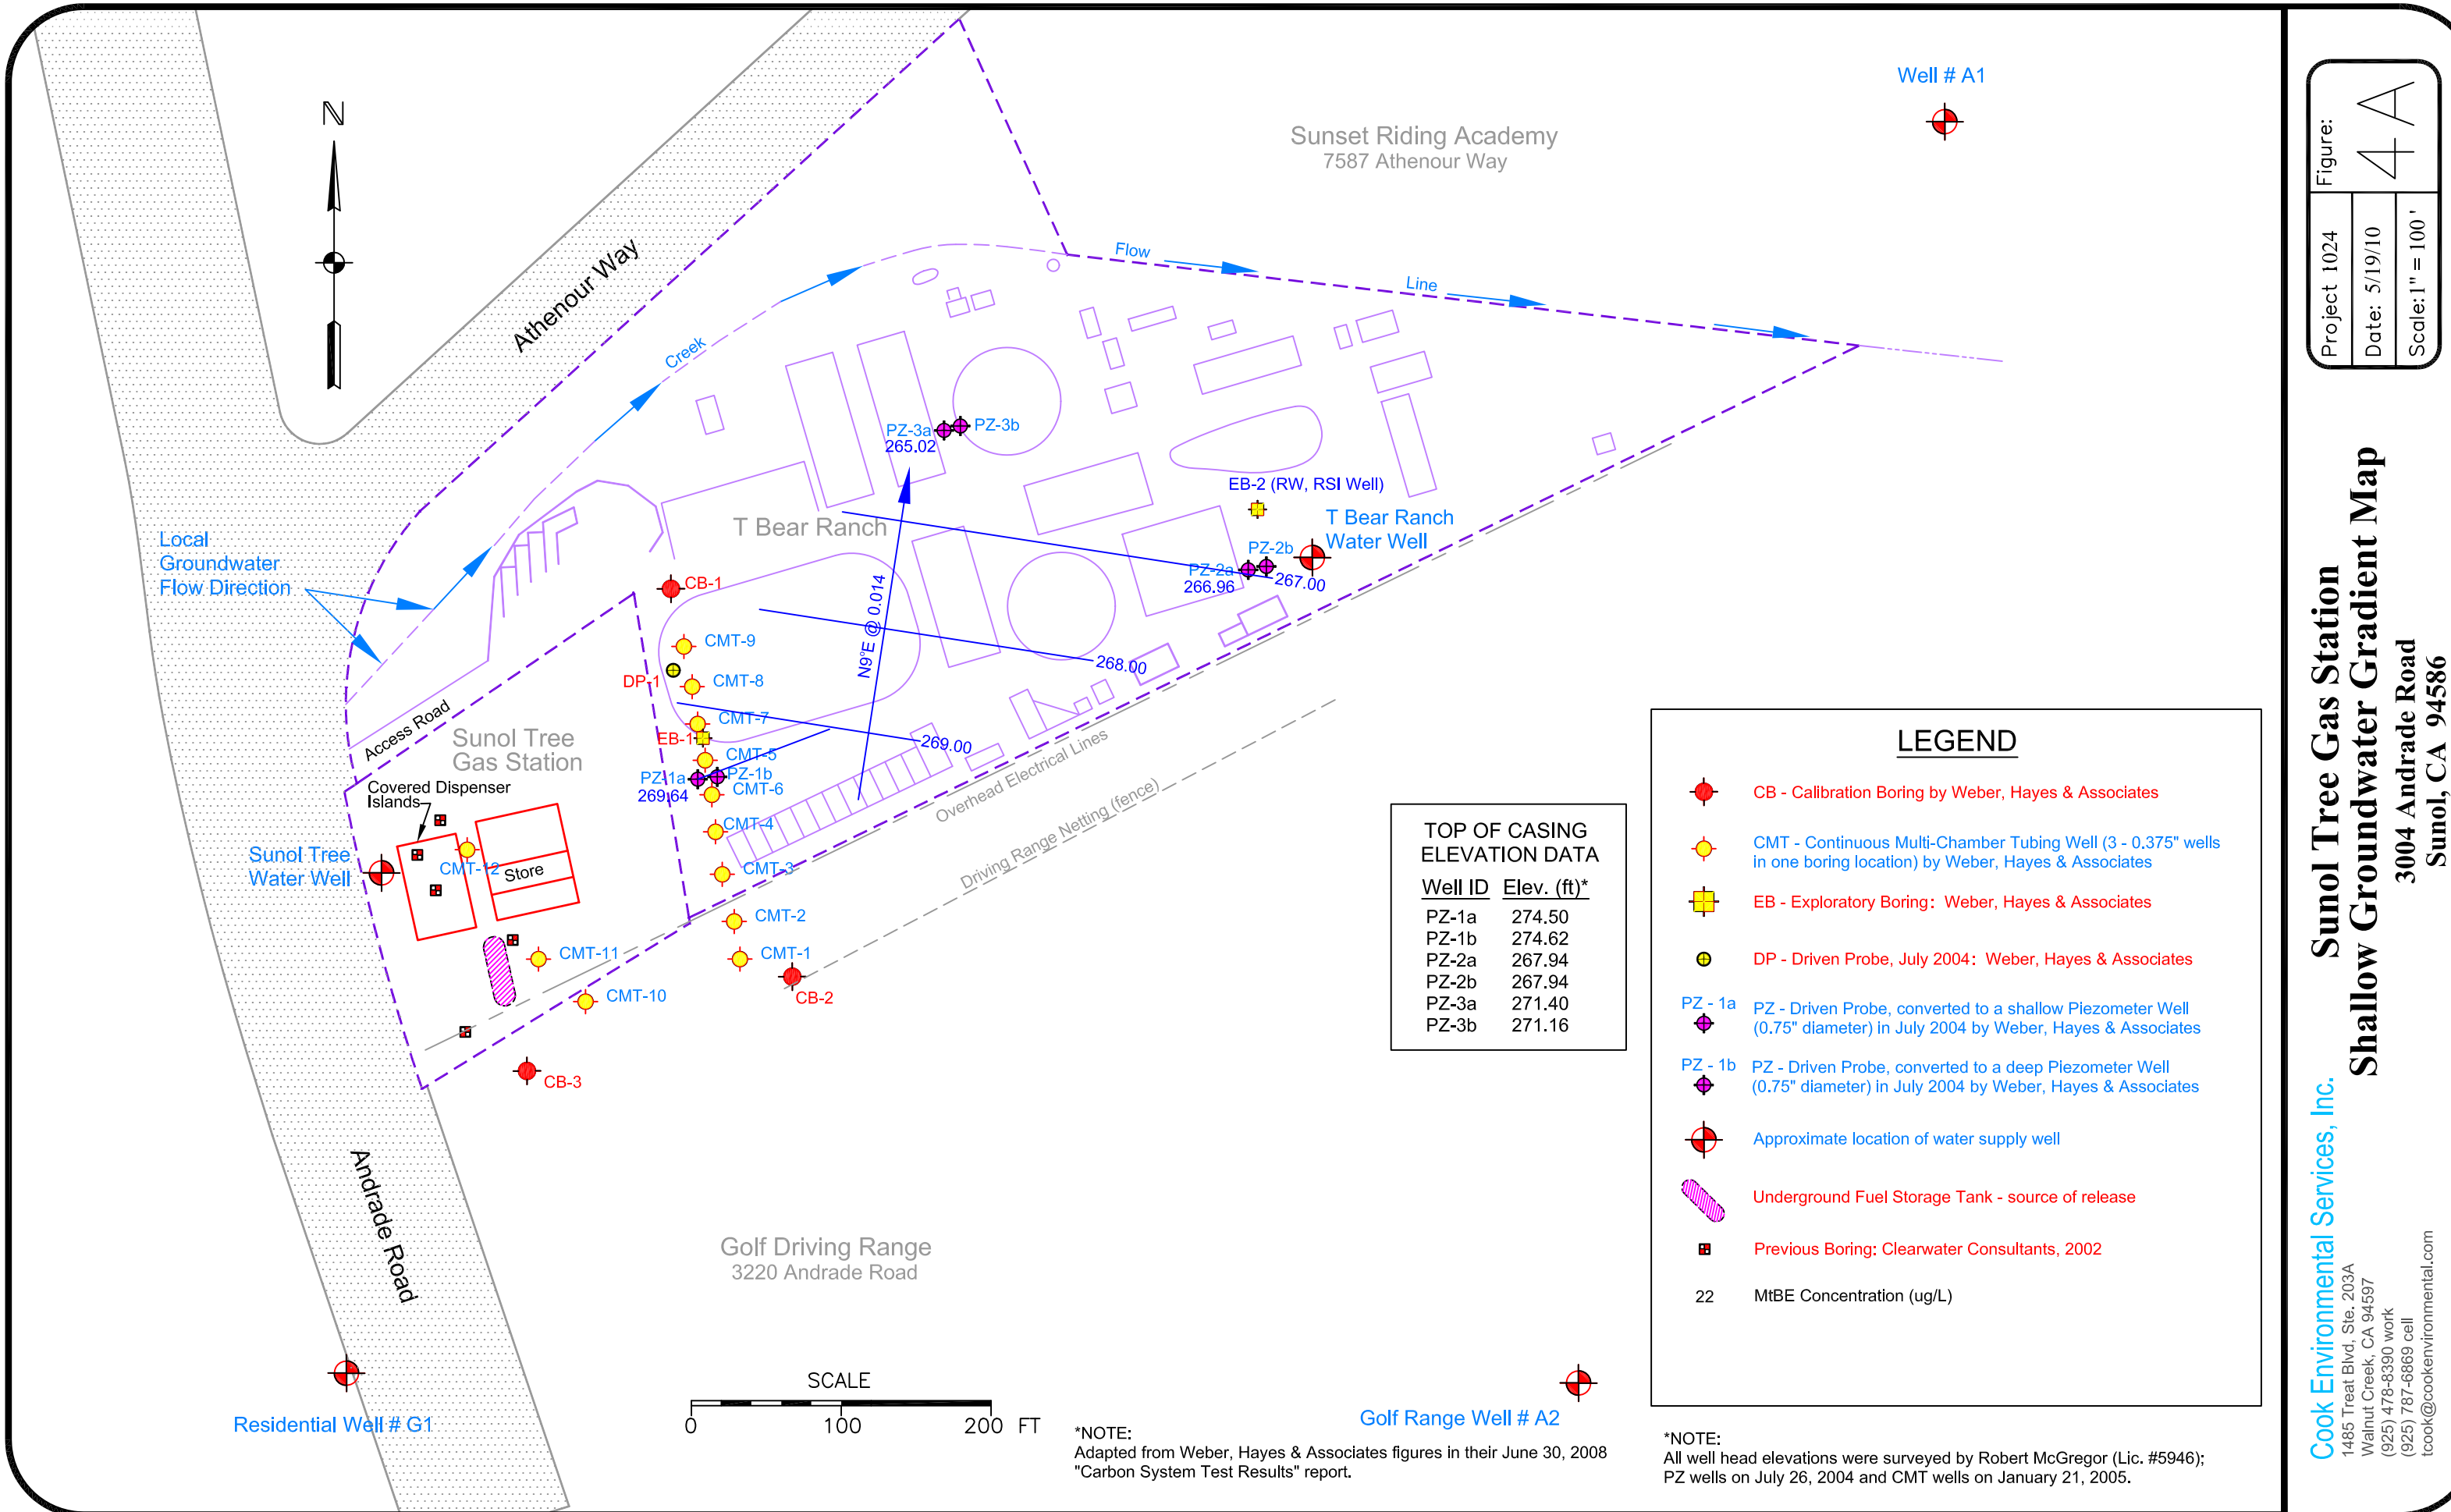 Well # A1
N
Sunset Riding Academy
7587 Athenour Way
Athenour Way
Flow
Line
Creek
PZ-3a
265.02
PZ-3b
EB-2 (RW, RSI Well)
T Bear Ranch
T Bear Ranch
Water Well
Local
Groundwater
Flow Direction
PZ-2b
PZ-2a
266.96
267.00
CB-1
N9°E @ 0.014
CMT-9
268.00
DP-1
CMT-8
CMT-7
Access Road
Sunol Tree
Gas Station
EB-1
269.00
CMT-5
PZ-1a
269.64
PZ-1b
CMT-6
Overhead Electrical Lines
Driving Range Netting (fence)
Covered Dispenser
Islands
CMT-4
Sunol Tree
Water Well
CMT-12
Store
CMT-3
CMT-2
CMT-11
CMT-1
CMT-10
CB-2
CB-3
Andrade Road
Golf Driving Range
3220 Andrade Road
Residential Well # G1
SCALE
0 100 200 FT
Golf Range Well # A2
*NOTE:
Adapted from Weber, Hayes & Associates figures in their June 30, 2008
"Carbon System Test Results" report.
TOP OF CASING
ELEVATION DATA
Well ID Elev. (ft)*
PZ-1a 274.50
PZ-1b 274.62
PZ-2a 267.94
PZ-2b 267.94
PZ-3a 271.40
PZ-3b 271.16
LEGEND
CB - Calibration Boring by Weber, Hayes & Associates
CMT - Continuous Multi-Chamber Tubing Well (3 - 0.375" wells
in one boring location) by Weber, Hayes & Associates
EB - Exploratory Boring: Weber, Hayes & Associates
DP - Driven Probe, July 2004: Weber, Hayes & Associates
PZ - 1a
PZ - Driven Probe, converted to a shallow Piezometer Well
(0.75" diameter) in July 2004 by Weber, Hayes & Associates
PZ - 1b
PZ - Driven Probe, converted to a deep Piezometer Well
(0.75" diameter) in July 2004 by Weber, Hayes & Associates
Approximate location of water supply well
Underground Fuel Storage Tank - source of release
Previous Boring: Clearwater Consultants, 2002
22 MtBE Concentration (ug/L)
*NOTE:
All well head elevations were surveyed by Robert McGregor (Lic. #5946);
PZ wells on July 26, 2004 and CMT wells on January 21, 2005.
Figure:
4 A
Project 1024
Date: 5/19/10
Scale:1" = 100 '
Sunol Tree Gas Station
Shallow Groundwater Gradient Map
3004 Andrade Road
Sunol, CA 94586
Cook Environmental Services, Inc.
1485 Treat Blvd, Ste. 203A
Walnut Creek, CA 94597
(925) 478-8390 work
(925) 787-6869 cell
tcook@cookenvironmental.com